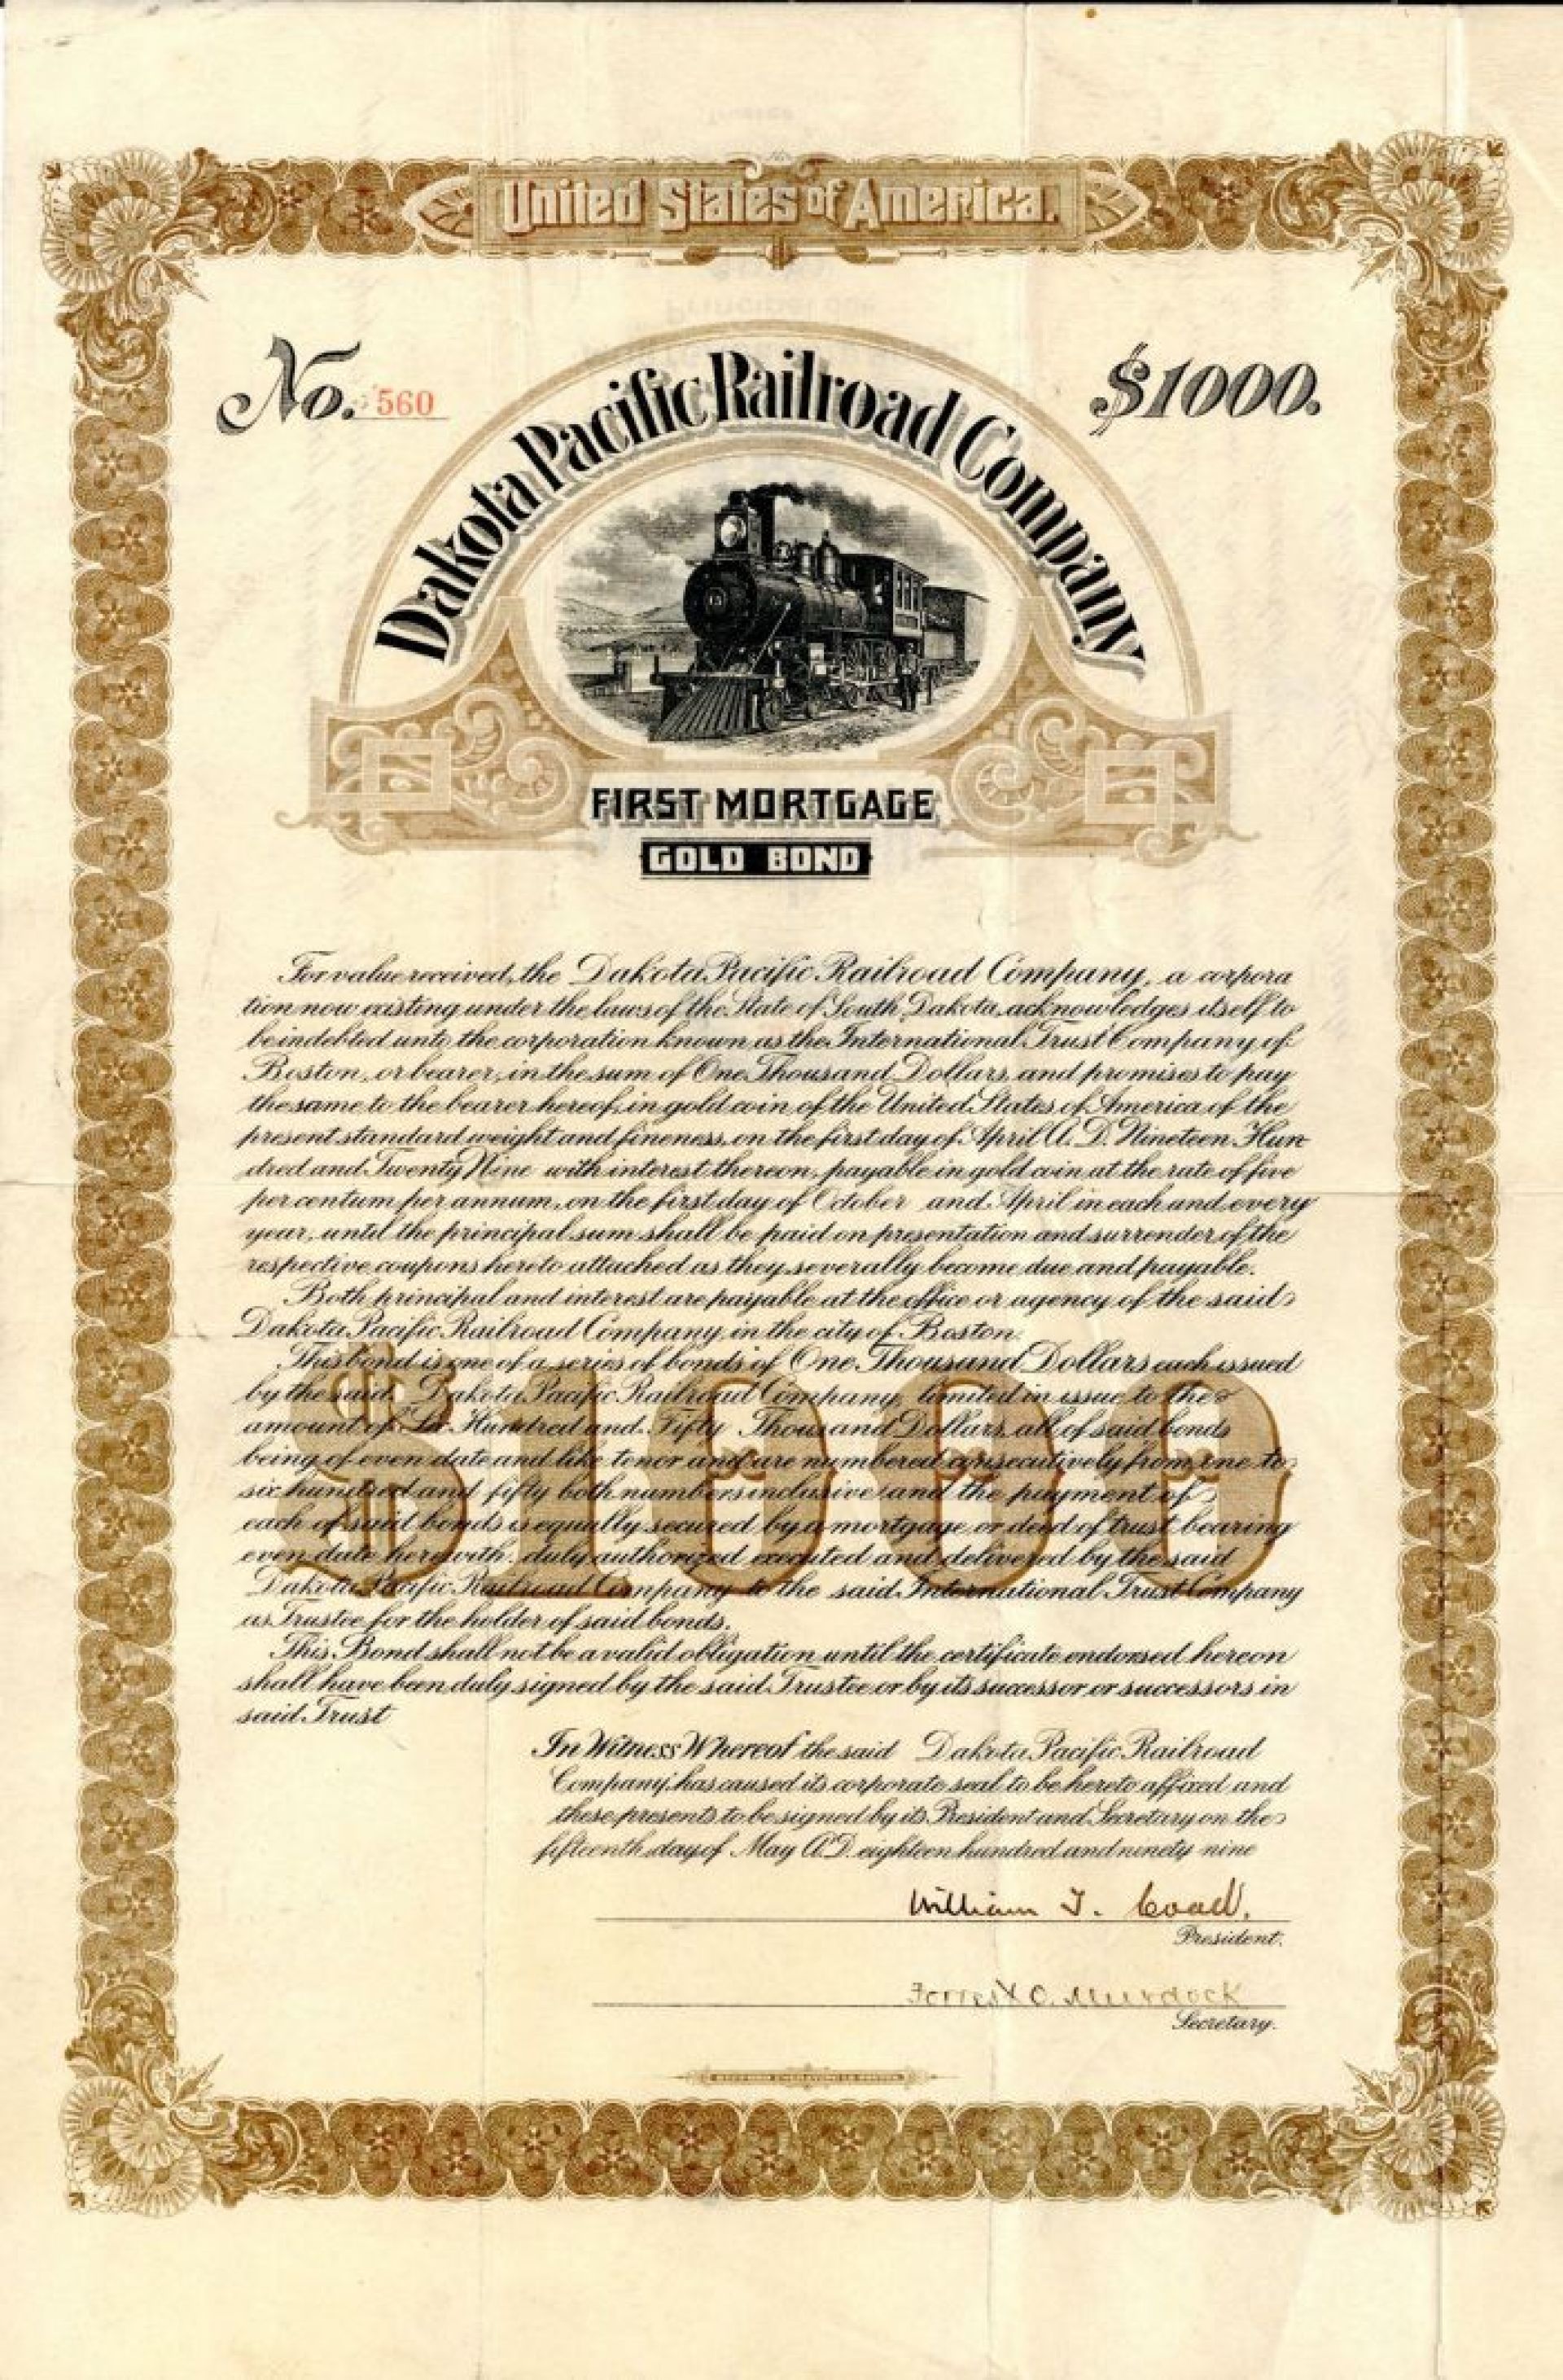 United States of America.
No. 560
$1000.
Dakota Pacific Railroad Company
13
FIRST MORTGAGE
GOLD BOND
For value received, the Dakota Pacific Railroad Company, a corpora
tion now existing under the laws of the State of South Dakota, acknowledges itself to
be indebted unto the corporation known as the International Trust Company of
Boston, or bearer, in the sum of One Thousand Dollars, and promises to pay
the same to the bearer hereof, in gold coin of the United States of America of the
present standard weight and fineness, on the first day of April A. D. Nineteen Hun
dred and Twenty Nine with interest thereon, payable in gold coin at the rate of five
per centum per annum, on the first day of October and April in each and every
year, until the principal sum shall be paid on presentation and surrender of the
respective coupons hereto attached as they severally become due and payable.
Both principal and interest are payable at the office or agency of the said
Dakota Pacific Railroad Company, in the city of Boston.
This bond is one of a series of bonds of One Thousand Dollars each issued
by the said Dakota Pacific Railroad Company, limited in issue to the
amount of Six Hundred and Fifty Thousand Dollars, all of said bonds
being of even date and like tenor and are numbered consecutively from one to
six hundred and fifty both numbers inclusive and the payment of
each of said bonds is equally secured by a mortgage or deed of trust bearing
even date herewith, duly authorized executed and delivered by the said
Dakota Pacific Railroad Company to the said International Trust Company
as Trustee for the holder of said bonds.
$1000
This Bond shall not be a valid obligation until the certificate endorsed hereon
shall have been duly signed by the said Trustee or by its successor or successors in
said Trust
In Witness Whereof the said Dakota Pacific Railroad
Company, has caused its corporate seal to be hereto affixed and
these presents to be signed by its President and Secretary on the
fifteenth day of May A.D. eighteen hundred and ninety nine
William T. Coad.
President.
Forrest C. Murdock
Secretary.